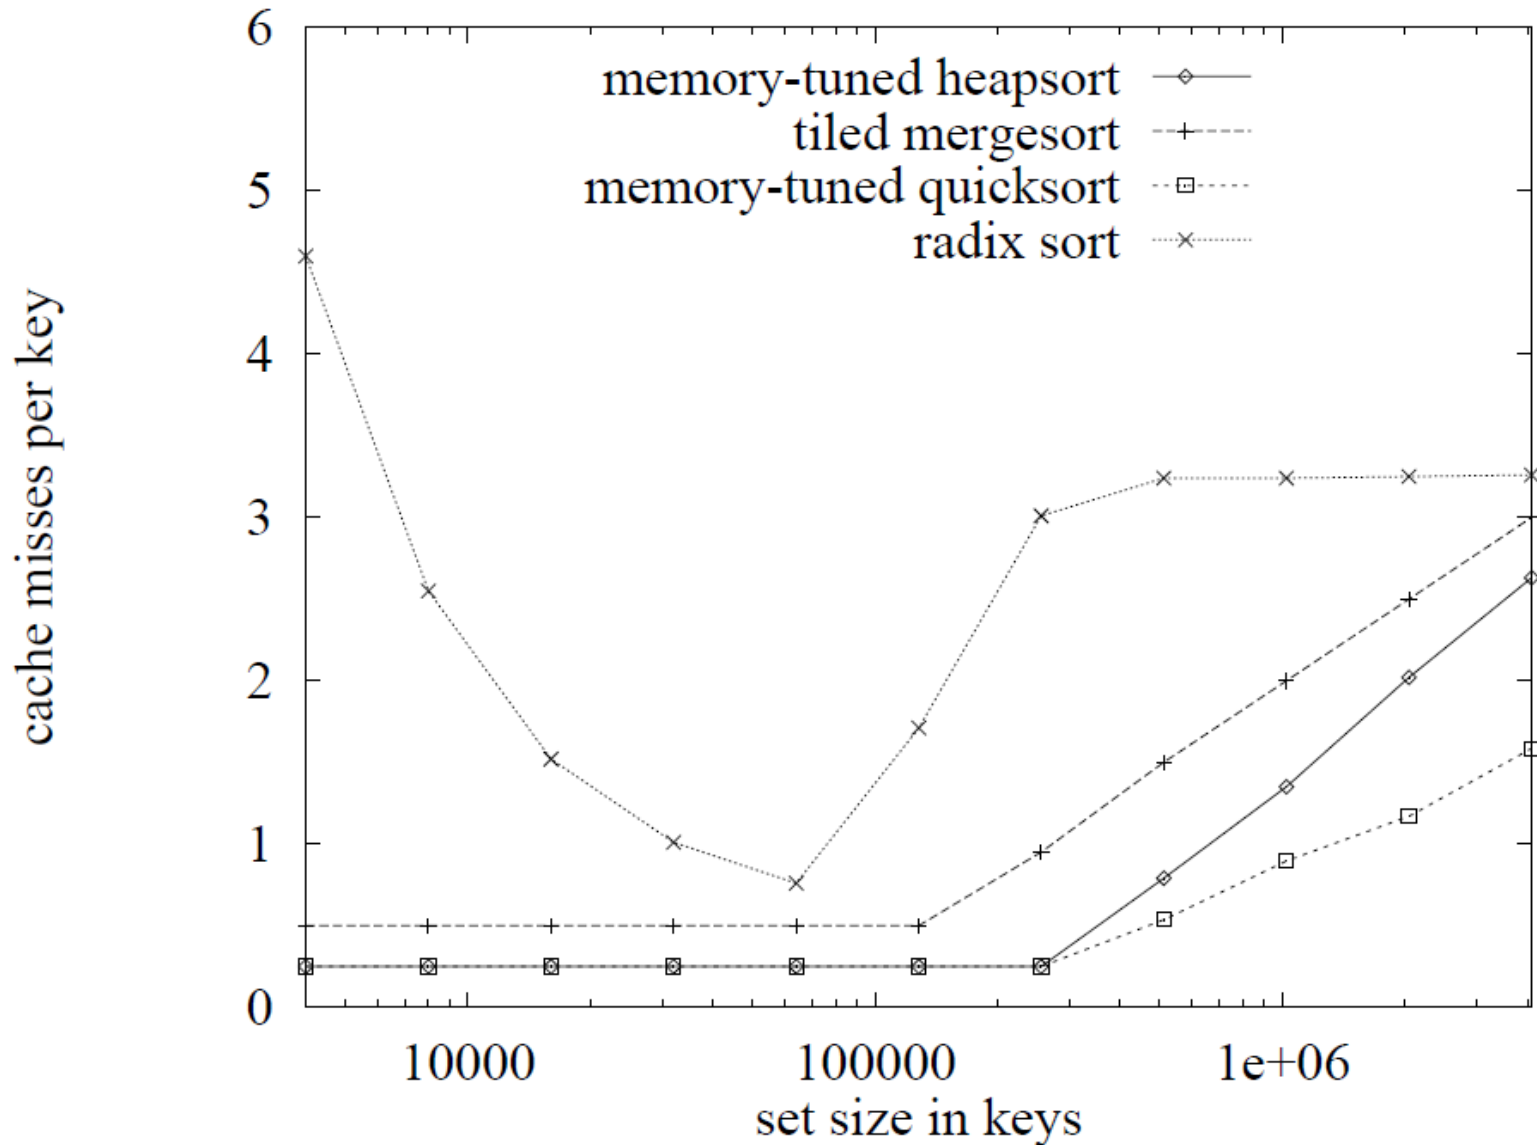 6
5
4
3
2
1
0
cache misses per key
memory-tuned heapsort
tiled mergesort
memory-tuned quicksort
radix sort
10000 100000 1e+06
set size in keys